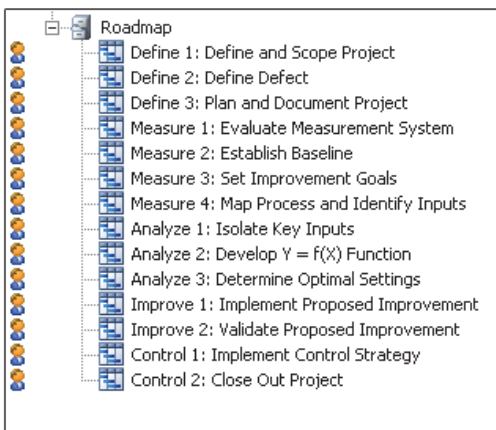 Roadmap
Define 1: Define and Scope Project
Define 2: Define Defect
Define 3: Plan and Document Project
Measure 1: Evaluate Measurement System
Measure 2: Establish Baseline
Measure 3: Set Improvement Goals
Measure 4: Map Process and Identify Inputs
Analyze 1: Isolate Key Inputs
Analyze 2: Develop Y = f(X) Function
Analyze 3: Determine Optimal Settings
Improve 1: Implement Proposed Improvement
Improve 2: Validate Proposed Improvement
Control 1: Implement Control Strategy
Control 2: Close Out Project